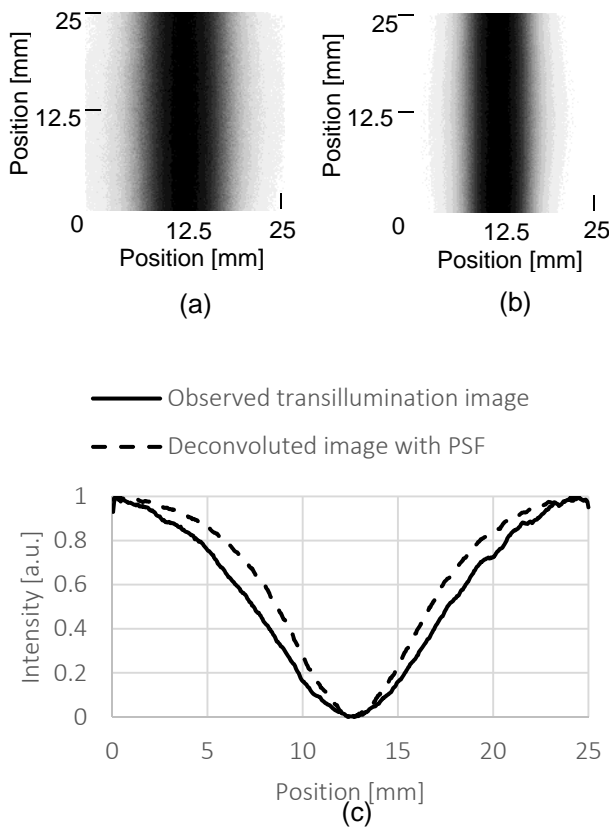 25
Position [mm]
12.5
0
12.5
25
Position [mm]
(a)
25
Position [mm]
12.5
0
12.5
25
Position [mm]
(b)
Observed transillumination image
Deconvoluted image with PSF
1
0.8
0.6
0.4
0.2
0
Intensity [a.u.]
0 5 10 15 20 25
Position [mm]
(c)